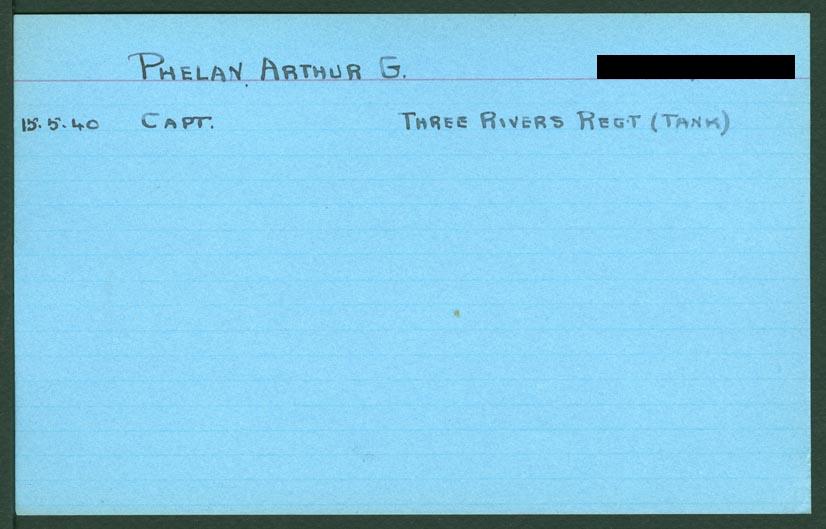 PHELAN, ARTHUR G.
15.5.40 CAPT. THREE RIVERS REGT (TANK)